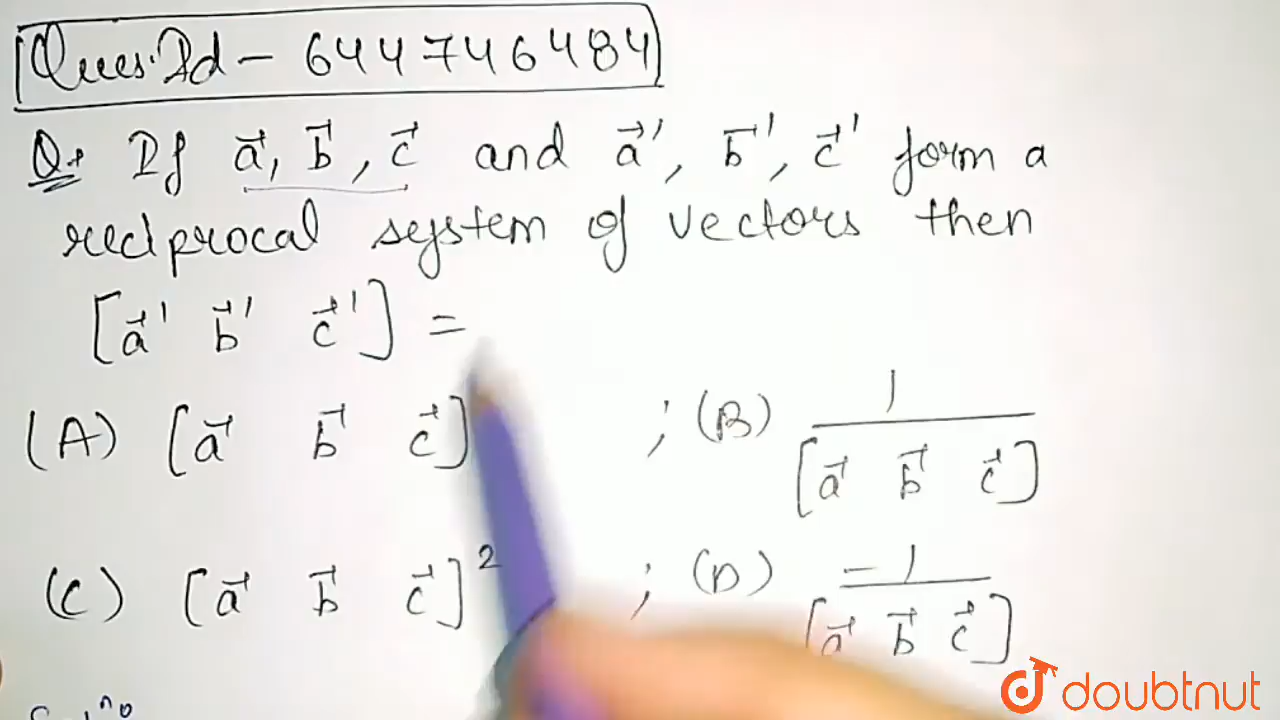 Ques.Id - 644746484
Q. If a⃗, b⃗, c⃗ and a⃗', b⃗', c⃗' form a
reciprocal system of vectors then
[a⃗' b⃗' c⃗'] =
(A) [a⃗ b⃗ c⃗] ; (B) 1/[a⃗ b⃗ c⃗]
(C) [a⃗ b⃗ c⃗]² ; (D) -1/[a⃗ b⃗ c⃗]
doubtnut